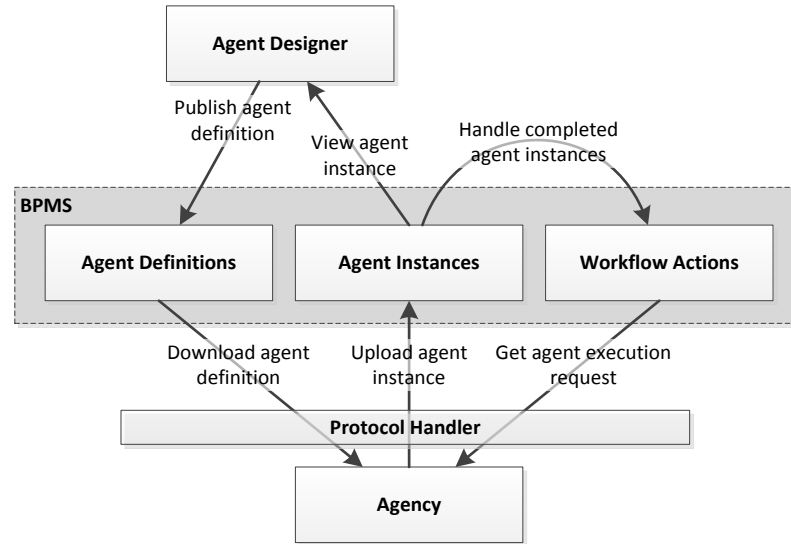 Agent Designer
Publish agent
definition
View agent
instance
Handle completed
agent instances
BPMS
Agent Definitions
Agent Instances
Workflow Actions
Download agent
definition
Upload agent
instance
Get agent execution
request
Protocol Handler
Agency